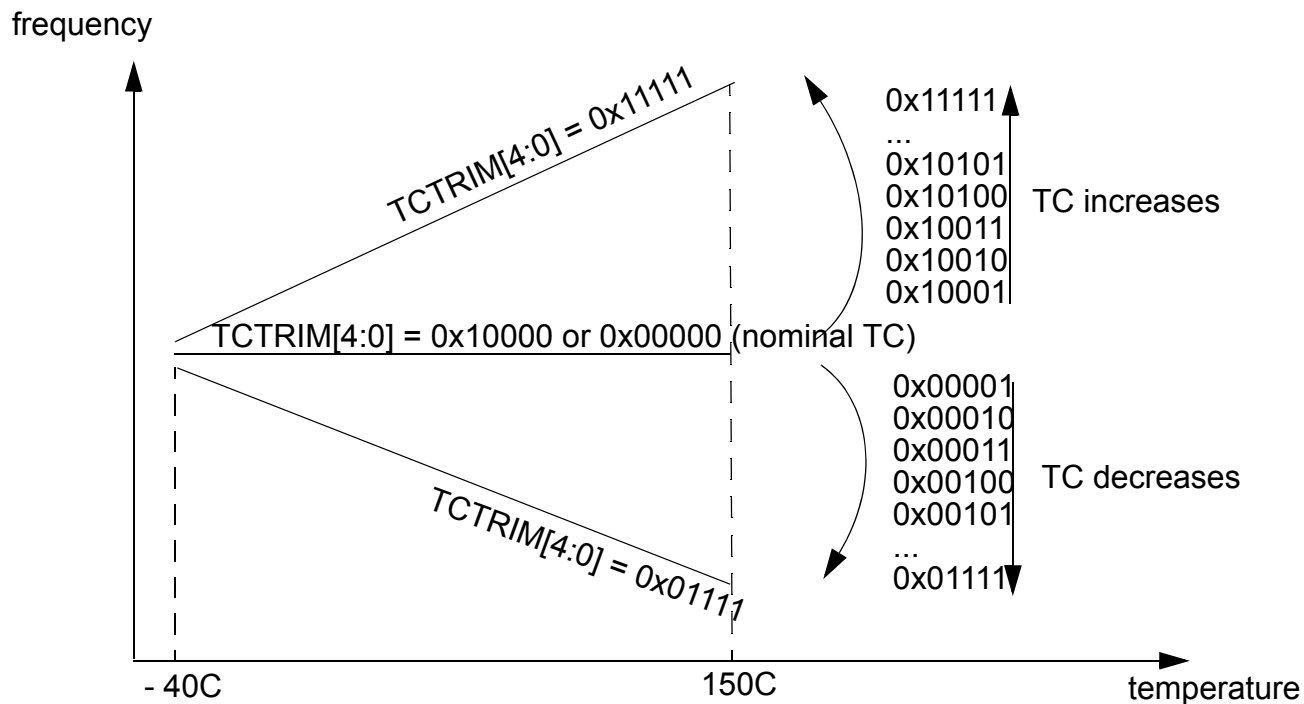 frequency
TCTRIM[4:0] = 0x11111
0x11111
...
0x10101
0x10100
0x10011
0x10010
0x10001
TC increases
TCTRIM[4:0] = 0x10000 or 0x00000 (nominal TC)
0x00001
0x00010
0x00011
0x00100
0x00101
...
0x01111
TC decreases
TCTRIM[4:0] = 0x01111
- 40C
150C
temperature